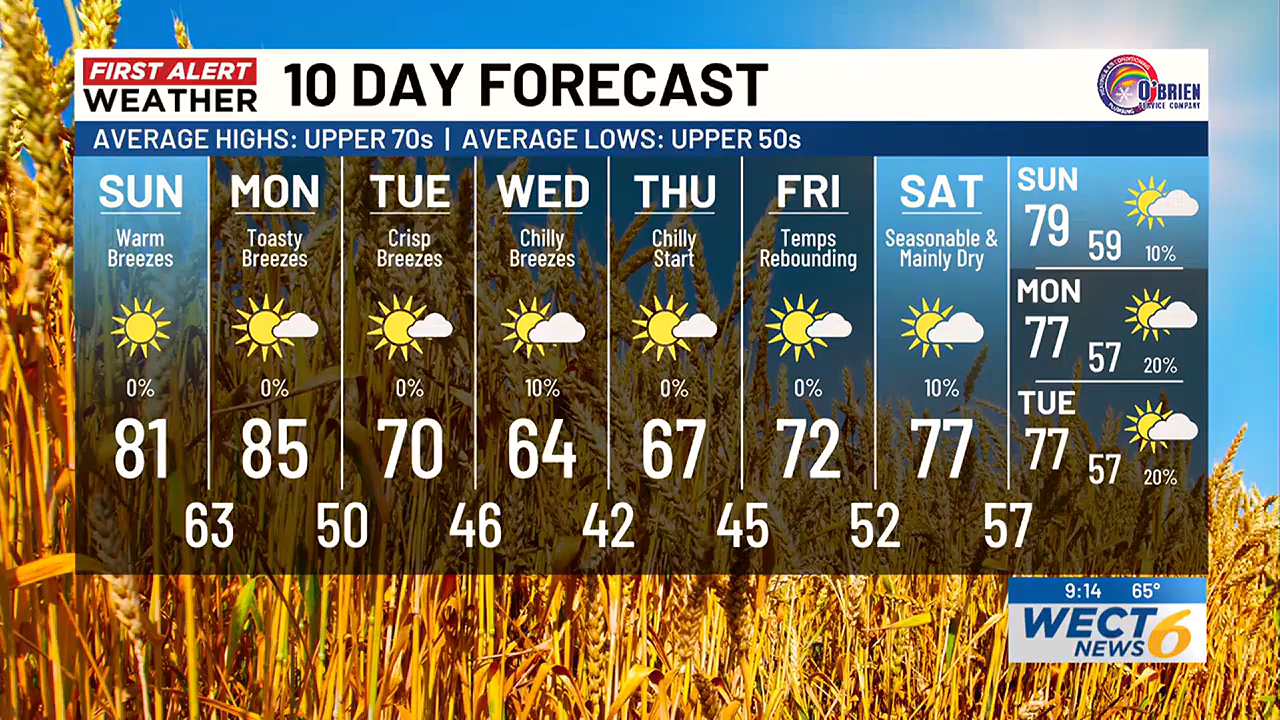 FIRST ALERT
WEATHER
10 DAY FORECAST
AIR CONDITIONING
PLUMBING
O'BRIEN
SERVICE COMPANY
AVERAGE HIGHS: UPPER 70s | AVERAGE LOWS: UPPER 50s
SUN
Warm
Breezes
0%
81
63
MON
Toasty
Breezes
0%
85
50
TUE
Crisp
Breezes
0%
70
46
WED
Chilly
Breezes
10%
64
42
THU
Chilly
Start
0%
67
45
FRI
Temps
Rebounding
0%
72
52
SAT
Seasonable &
Mainly Dry
10%
77
57
SUN
79 59 10%
MON
77 57 20%
TUE
77 57 20%
9:14 65°
WECT 6
NEWS